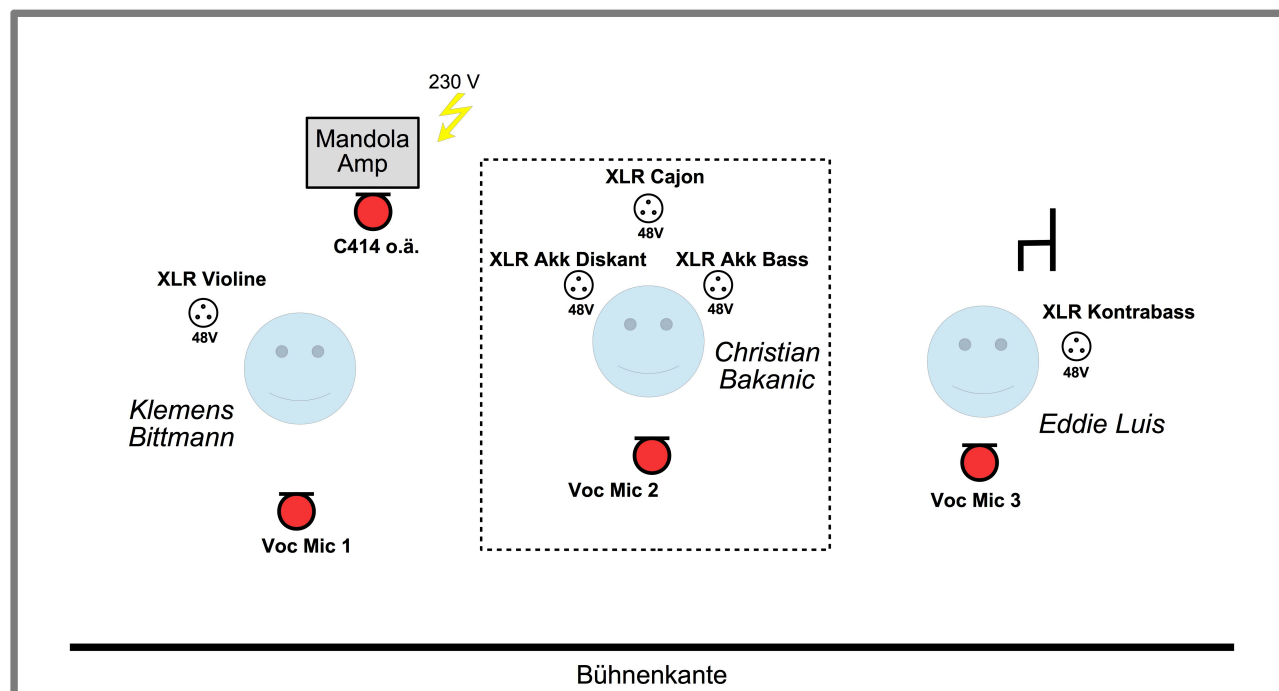 230 V
Mandola
Amp
C414 o.ä.
XLR Violine
48V
Klemens
Bittmann
Voc Mic 1
XLR Cajon
48V
XLR Akk Diskant
48V
XLR Akk Bass
48V
Christian
Bakanic
Voc Mic 2
XLR Kontrabass
48V
Eddie Luis
Voc Mic 3
Bühnenkante